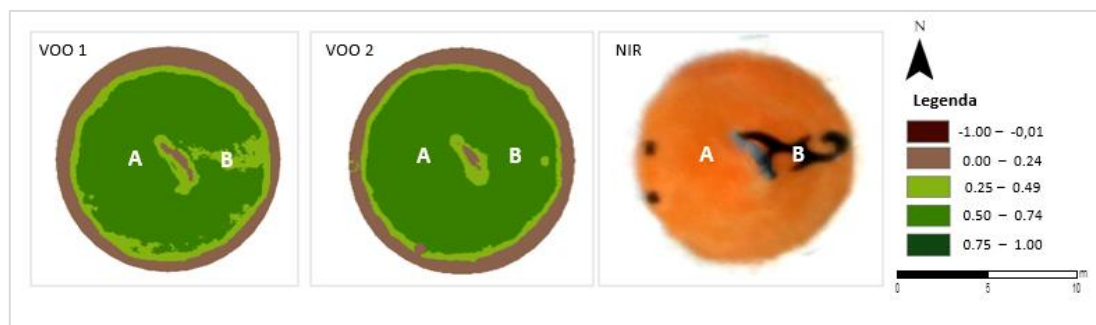 VOO 1
VOO 2
NIR
N
A
B
A
B
A
B
Legenda
-1.00 – -0,01
0.00 – 0.24
0.25 – 0.49
0.50 – 0.74
0.75 – 1.00
m
0 5 10